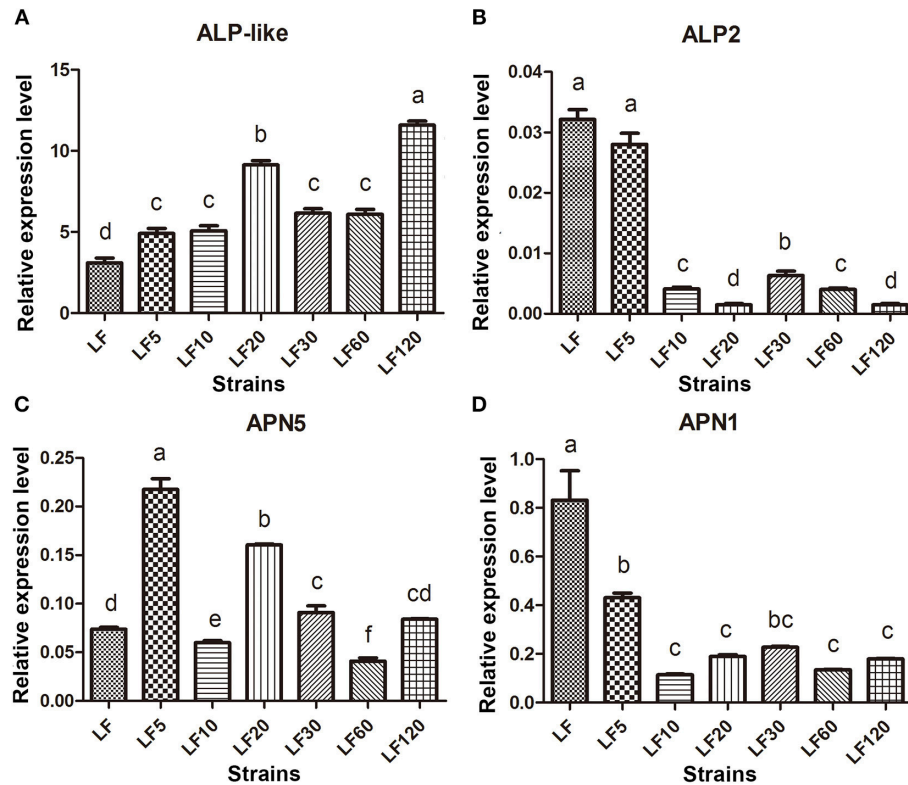 A
ALP-like
Relative expression level
15
10
5
0
d
c
c
b
c
c
a
LF
LF5
LF10
LF20
LF30
LF60
LF120
Strains
B
ALP2
Relative expression level
0.04
0.03
0.02
0.01
0.00
a
a
c
d
b
c
d
LF
LF5
LF10
LF20
LF30
LF60
LF120
Strains
C
APN5
Relative expression level
0.25
0.20
0.15
0.10
0.05
0.00
d
a
e
b
c
f
cd
LF
LF5
LF10
LF20
LF30
LF60
LF120
Strains
D
APN1
Relative expression level
1.0
0.8
0.6
0.4
0.2
0.0
a
b
c
c
bc
c
c
LF
LF5
LF10
LF20
LF30
LF60
LF120
Strains